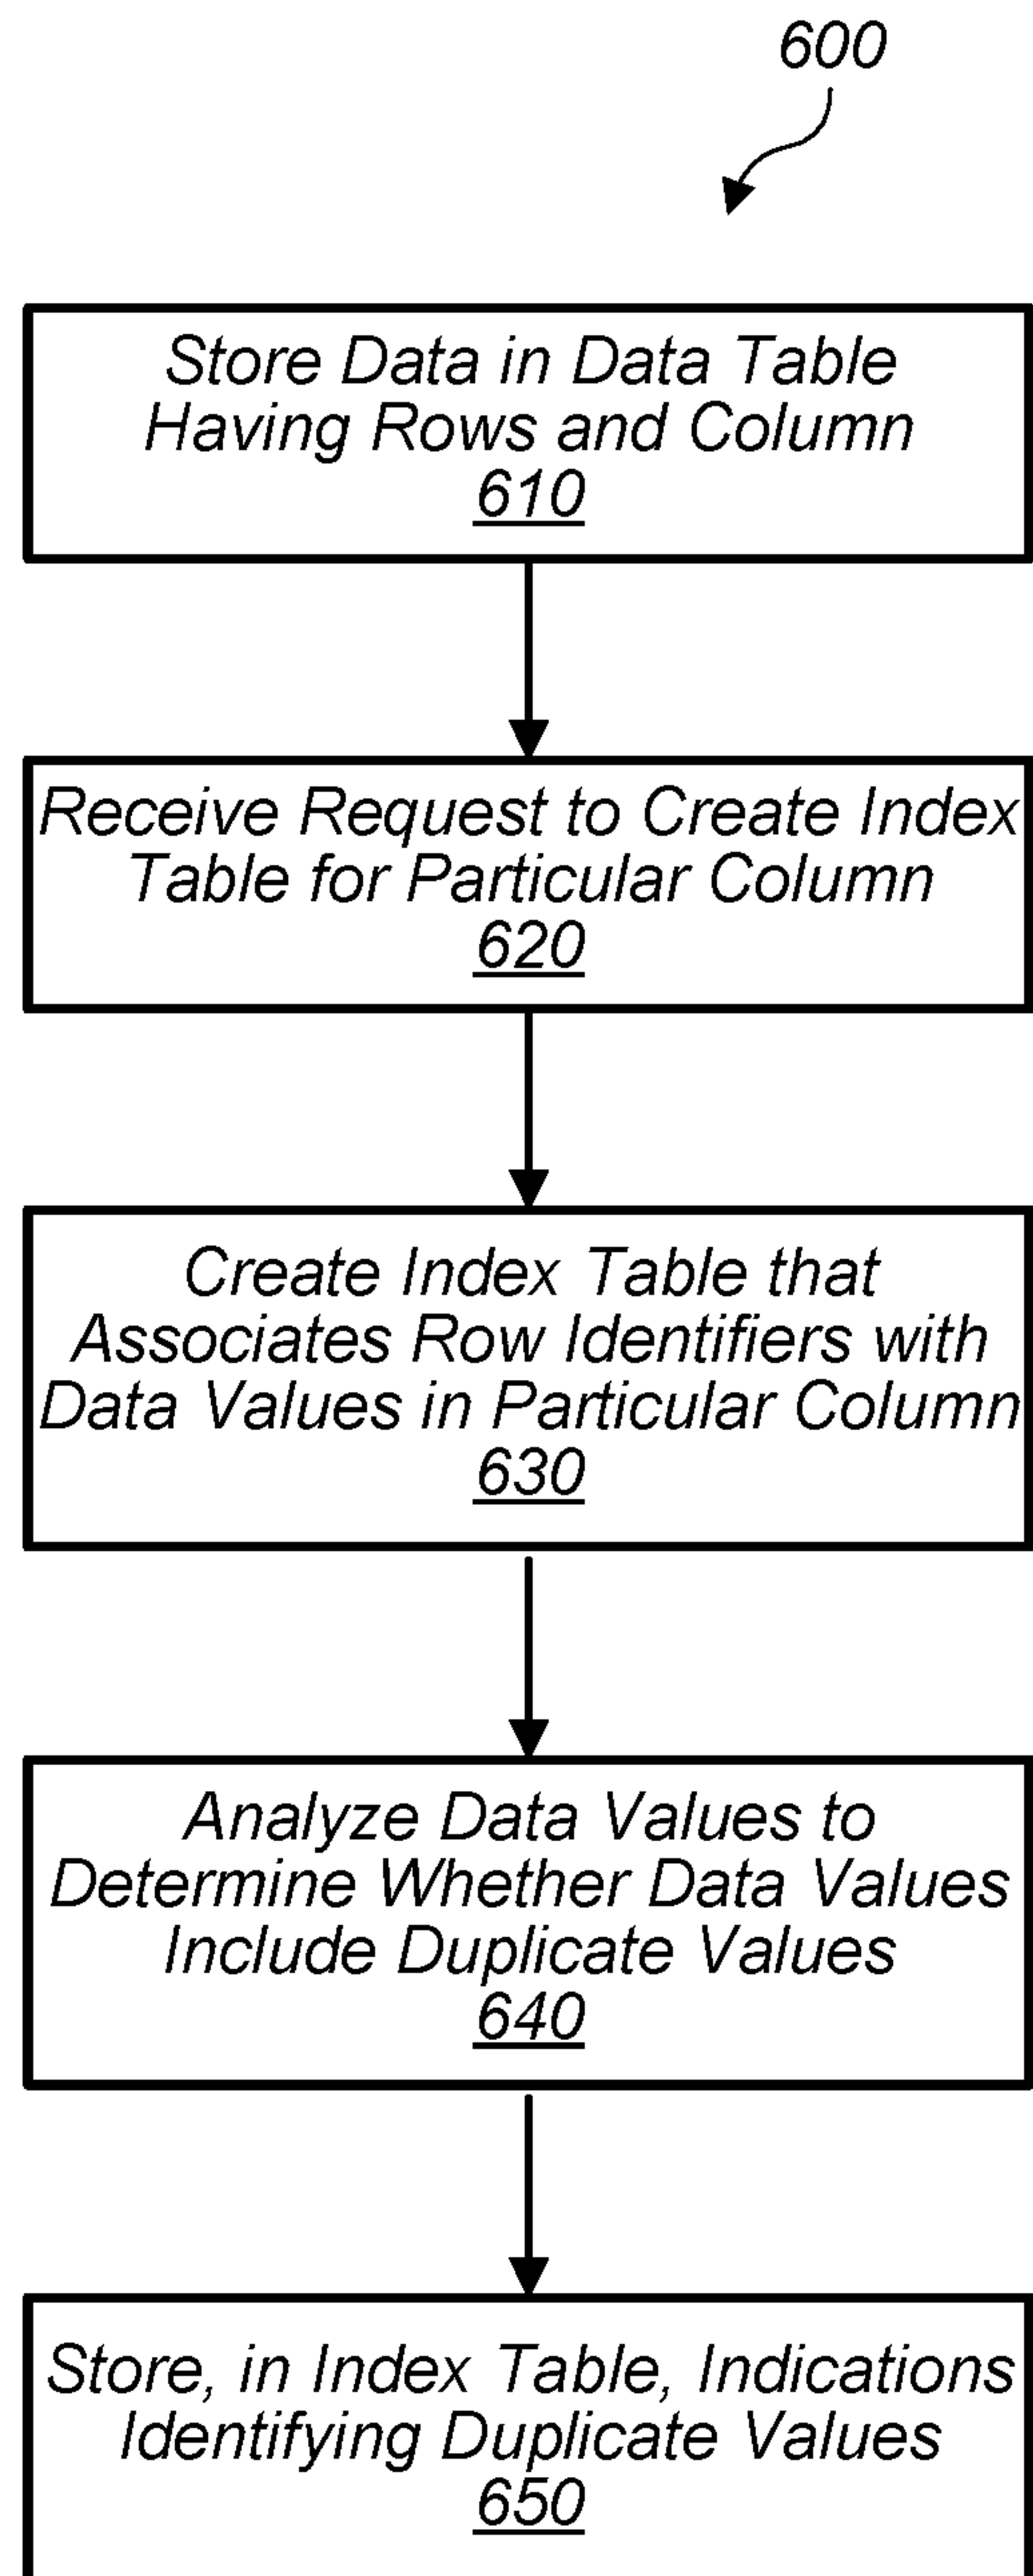 600
Store Data in Data Table
Having Rows and Column
610
Receive Request to Create Index
Table for Particular Column
620
Create Index Table that
Associates Row Identifiers with
Data Values in Particular Column
630
Analyze Data Values to
Determine Whether Data Values
Include Duplicate Values
640
Store, in Index Table, Indications
Identifying Duplicate Values
650